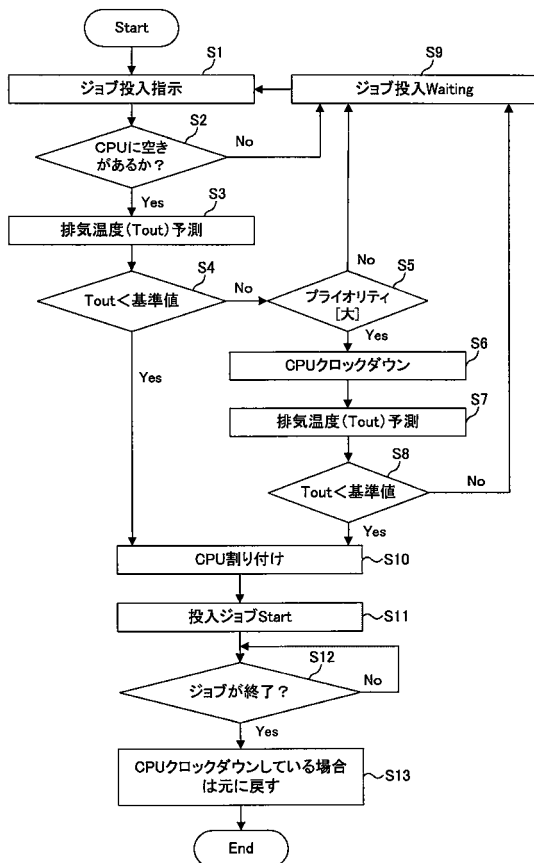 Start
S1
ジョブ投入指示
S9
ジョブ投入Waiting
S2
CPUに空き
があるか？
No
Yes
S3
排気温度(Tout)予測
S4
Tout＜基準値
No
Yes
S5
プライオリティ
[大]
No
Yes
S6
CPUクロックダウン
S7
排気温度(Tout)予測
S8
Tout＜基準値
No
Yes
CPU割り付け
S10
投入ジョブStart
S11
S12
ジョブが終了？
No
Yes
CPUクロックダウンしている場合
は元に戻す
S13
End